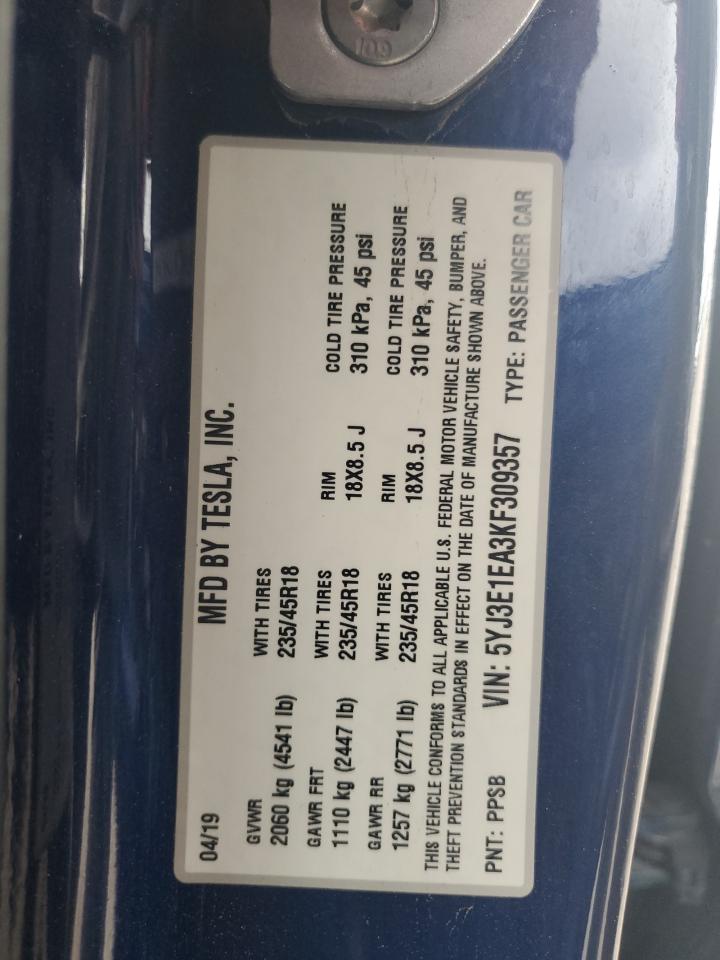 109
04/19 MFD BY TESLA, INC.
GVWR WITH TIRES
2060 kg (4541 lb) 235/45R18
GAWR FRT WITH TIRES RIM COLD TIRE PRESSURE
1110 kg (2447 lb) 235/45R18 18X8.5 J 310 kPa, 45 psi
GAWR RR WITH TIRES RIM COLD TIRE PRESSURE
1257 kg (2771 lb) 235/45R18 18X8.5 J 310 kPa, 45 psi
THIS VEHICLE CONFORMS TO ALL APPLICABLE U.S. FEDERAL MOTOR VEHICLE SAFETY, BUMPER, AND
THEFT PREVENTION STANDARDS IN EFFECT ON THE DATE OF MANUFACTURE SHOWN ABOVE.
PNT: PPSB VIN: 5YJ3E1EA3KF309357 TYPE: PASSENGER CAR